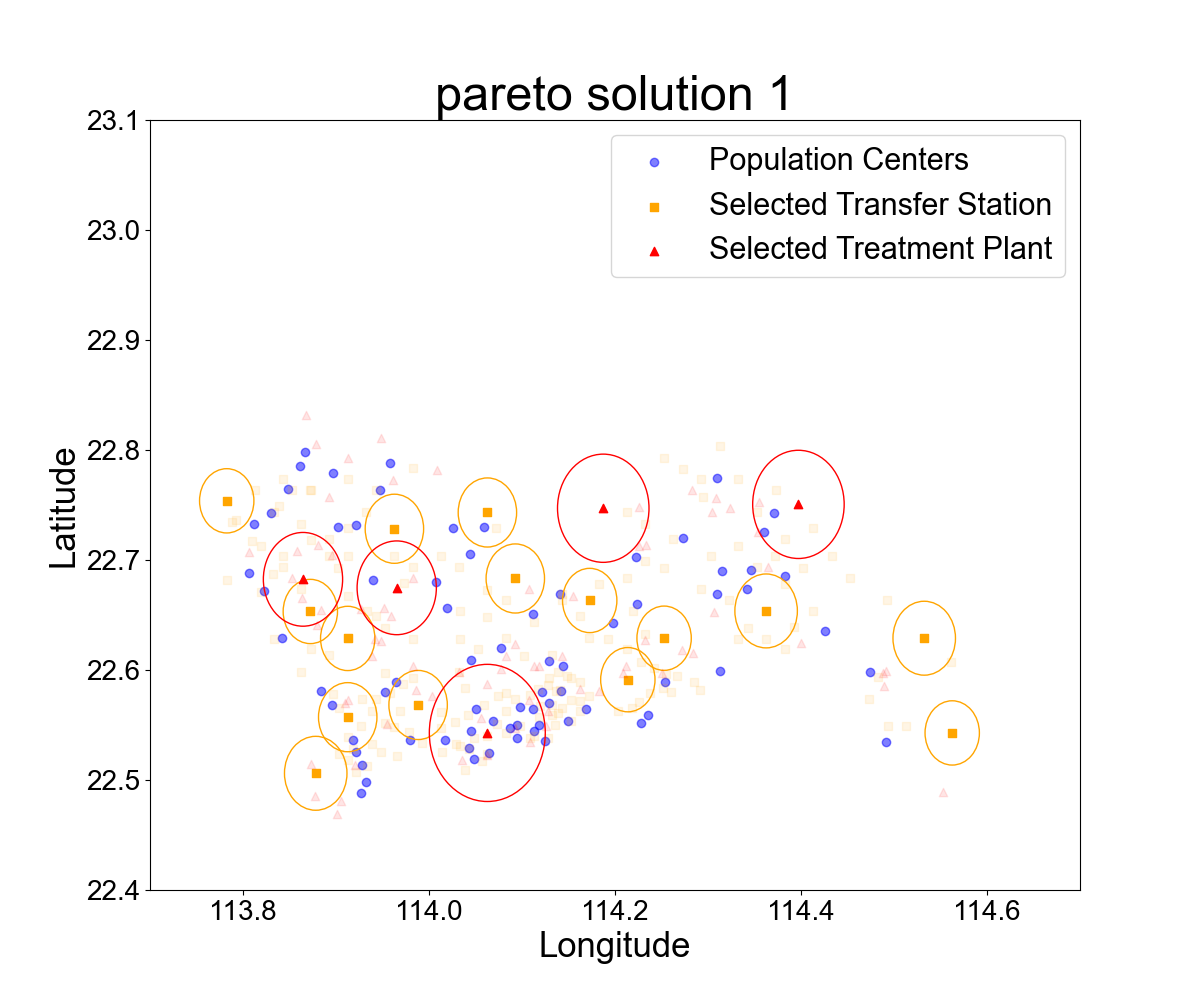 pareto solution 1
Population Centers
Selected Transfer Station
Selected Treatment Plant
23.1
23.0
22.9
22.8
22.7
22.6
22.5
22.4
Latitude
113.8 114.0 114.2 114.4 114.6
Longitude